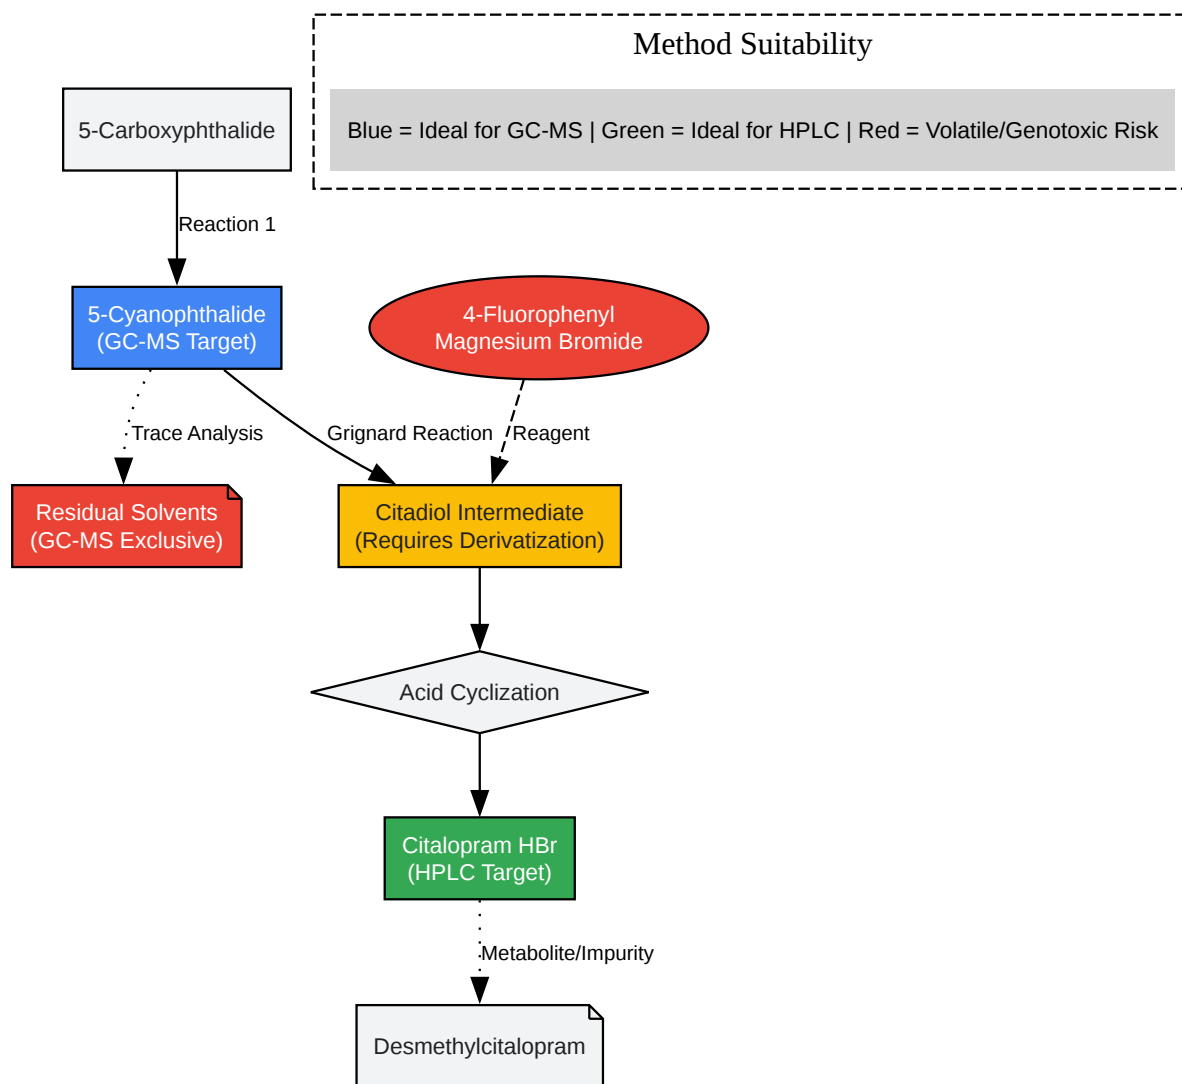 Method Suitability
5-Carboxyphthalide
Blue = Ideal for GC-MS | Green = Ideal for HPLC | Red = Volatile/Genotoxic Risk
Reaction 1
5-Cyanophthalide
(GC-MS Target)
4-Fluorophenyl
Magnesium Bromide
Trace Analysis
Grignard Reaction
Reagent
Residual Solvents
(GC-MS Exclusive)
Citadiol Intermediate
(Requires Derivatization)
Acid Cyclization
Citalopram HBr
(HPLC Target)
Metabolite/Impurity
Desmethylcitalopram